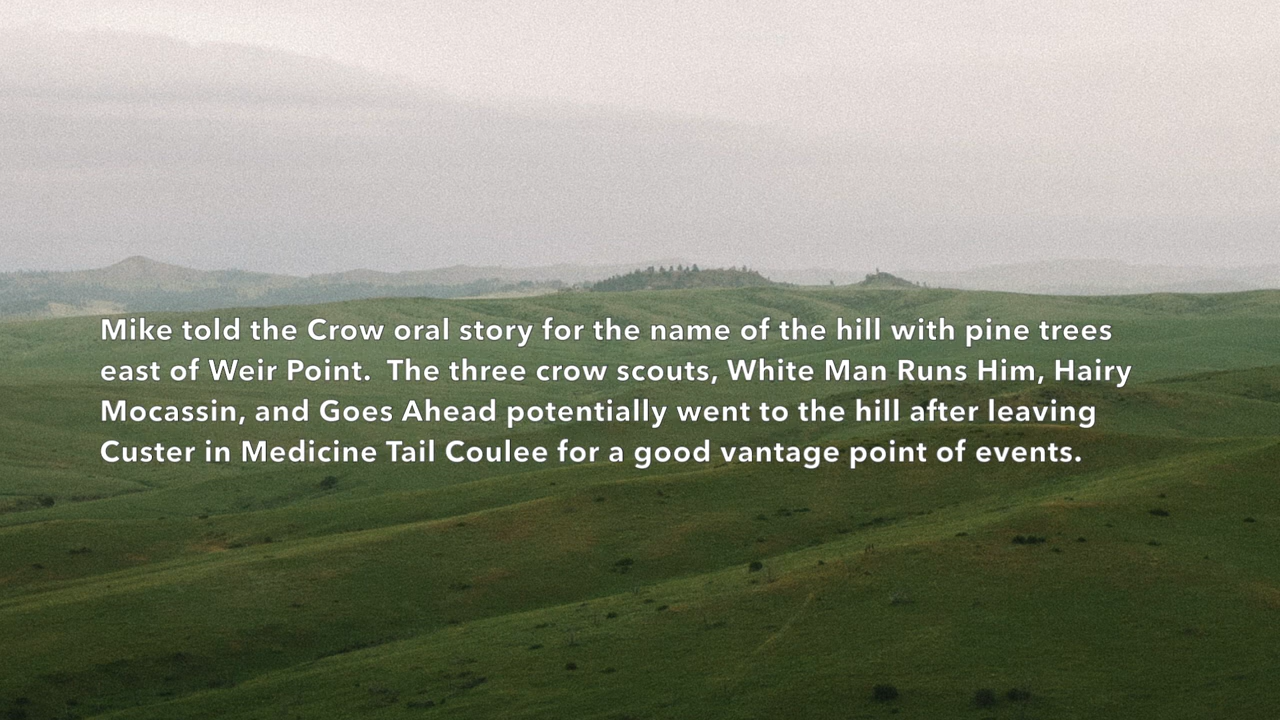 Mike told the Crow oral story for the name of the hill with pine trees
east of Weir Point.  The three crow scouts, White Man Runs Him, Hairy
Mocassin, and Goes Ahead potentially went to the hill after leaving
Custer in Medicine Tail Coulee for a good vantage point of events.